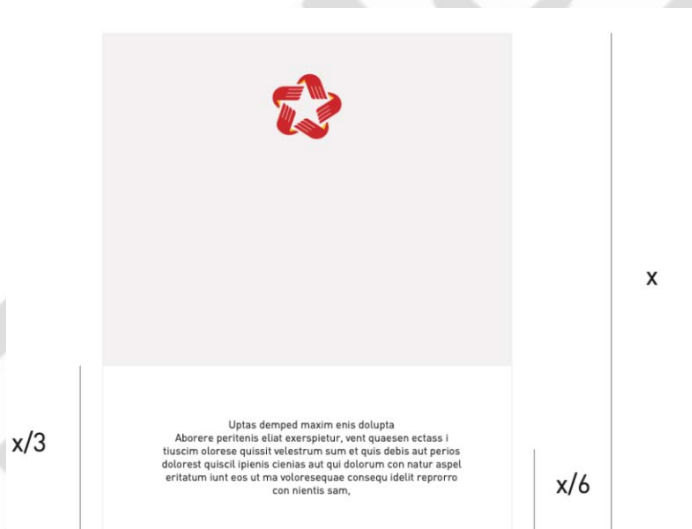 x
x/3
Uptas demped maxim enis dolupta
Aborere peritenis eliat exerspietur, vent quaesen ectass i
tiuscim olorese quissit velestrum sum et quis debis aut perios
dolorest quiscil ipienis cienias aut qui dolorum con natur aspel
eritatum iunt eos ut ma voloresequae consequ idelit reprorro
con nientis sam,
x/6